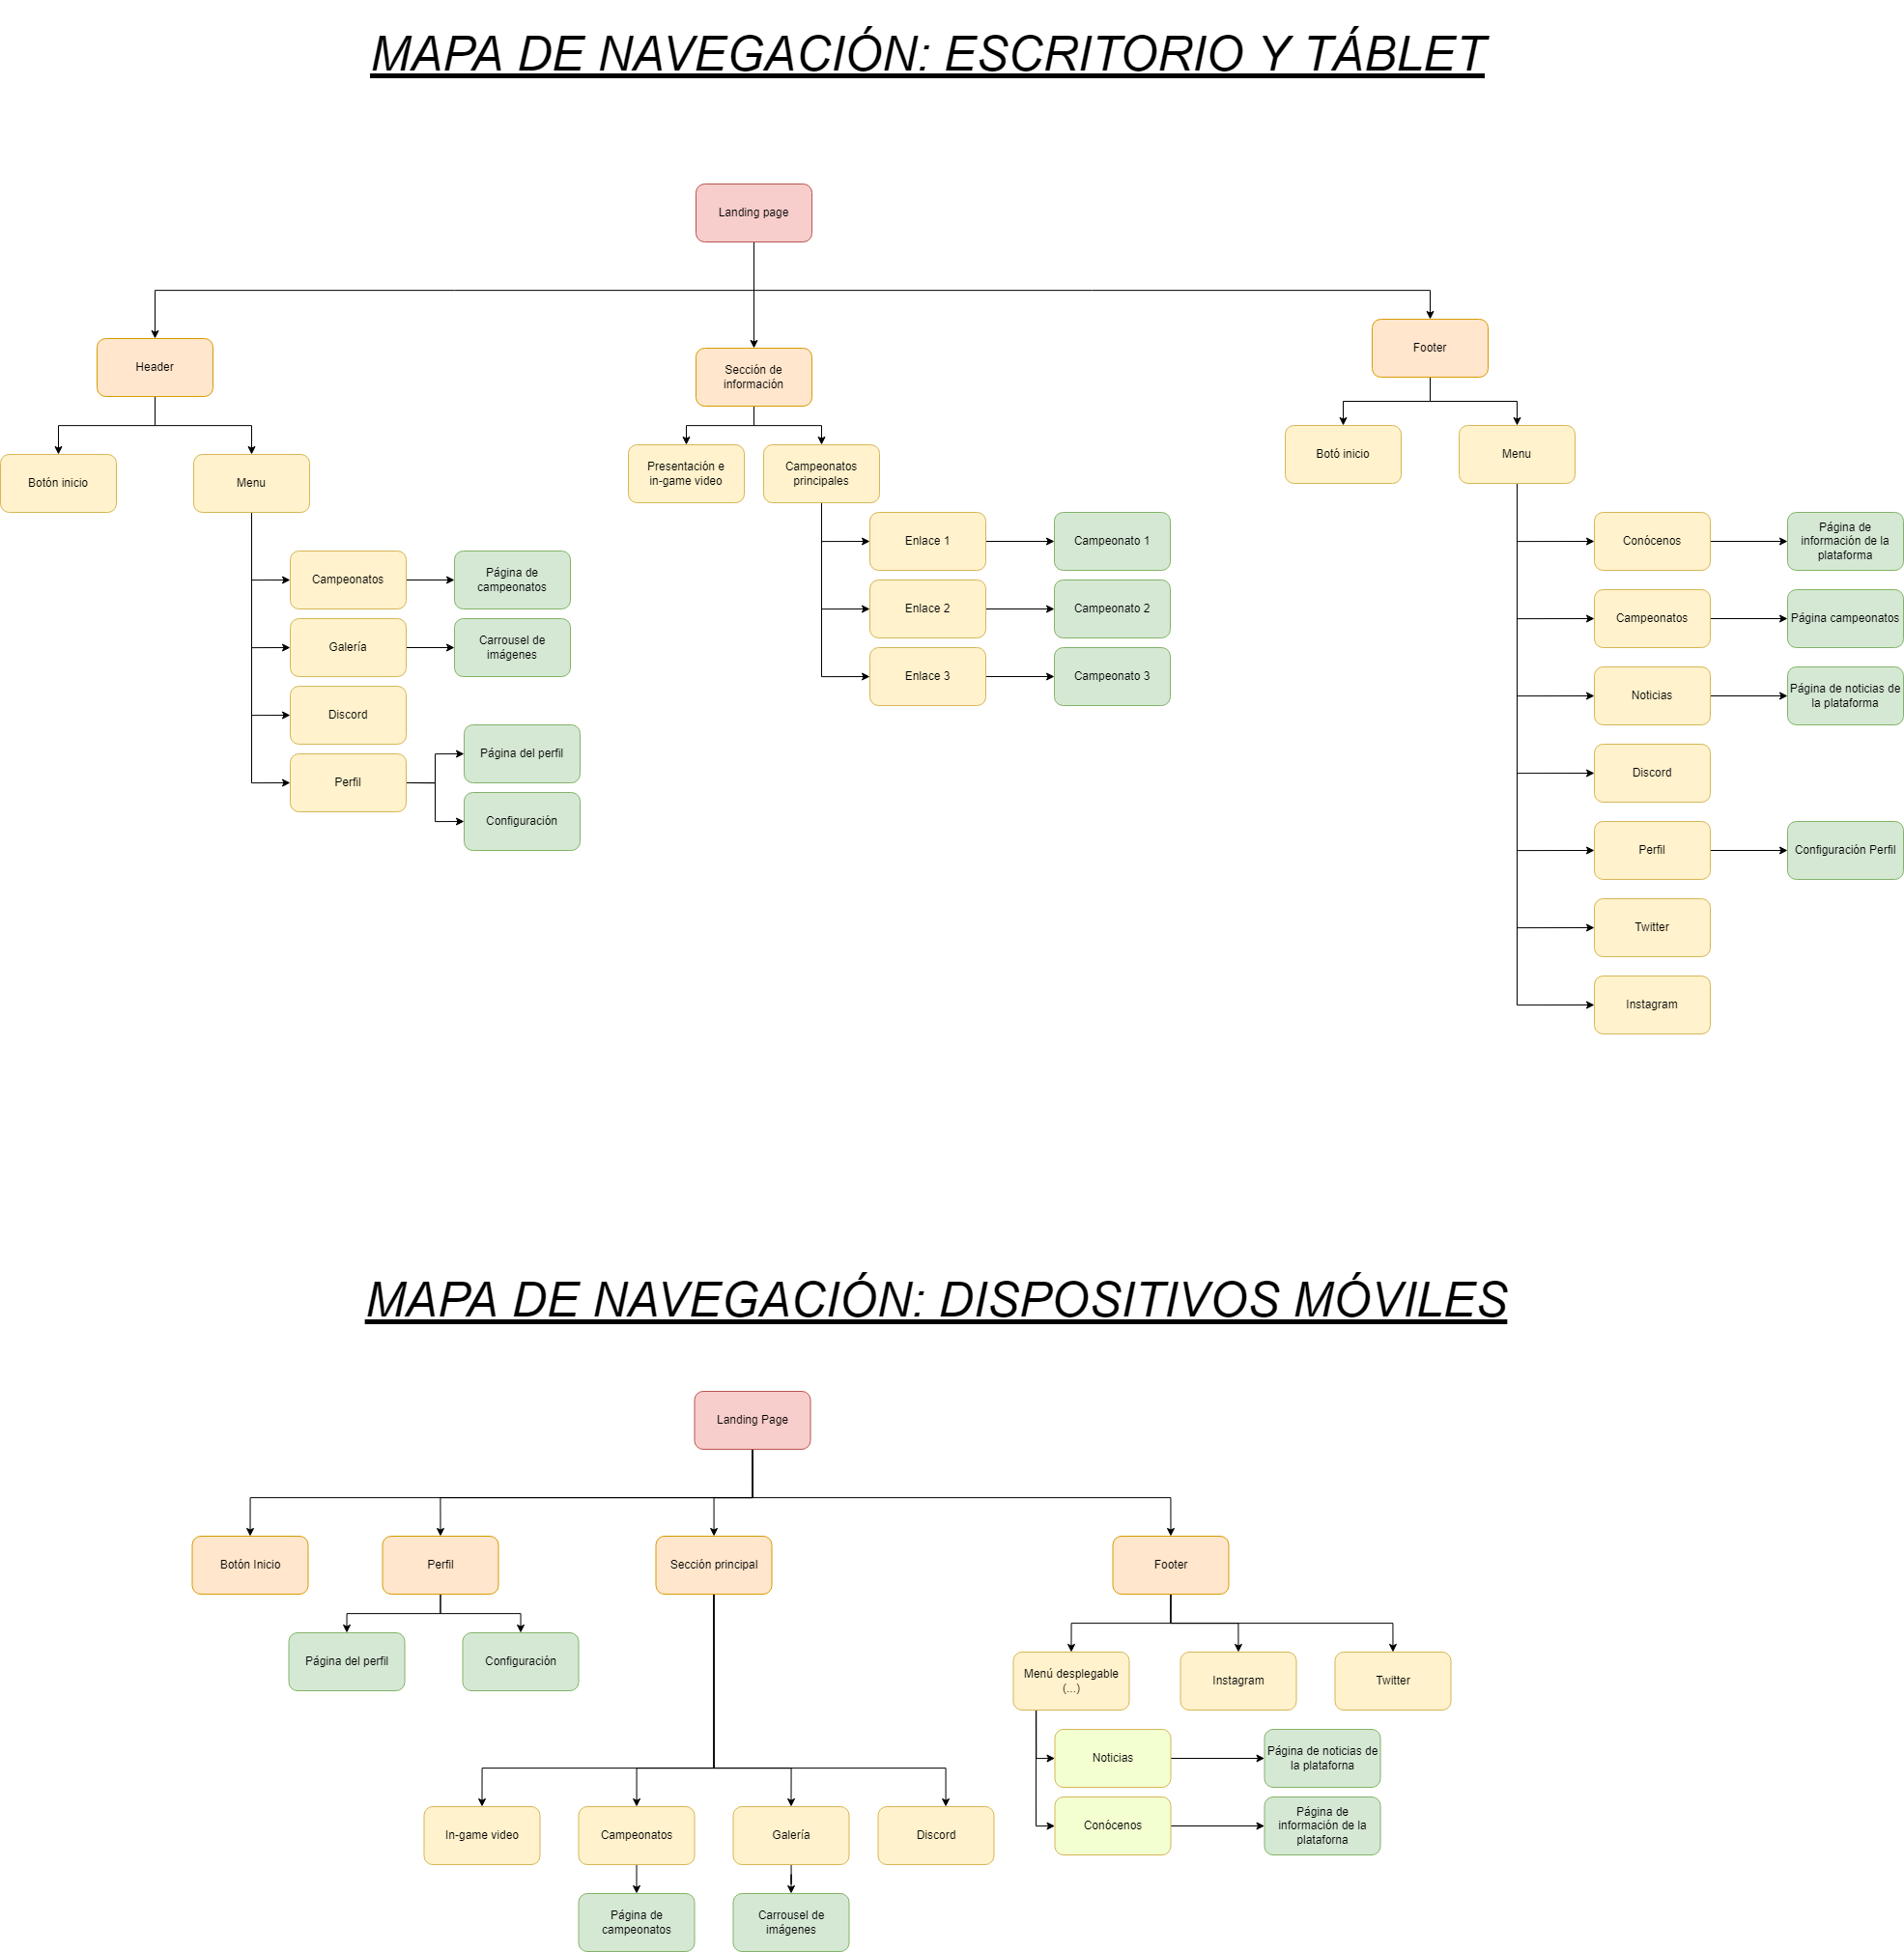 MAPA DE NAVEGACIÓN: ESCRITORIO Y TÁBLET
Landing page
Header
Sección de
información
Footer
Botón inicio
Menu
Presentación e
in-game video
Campeonatos
principales
Botó inicio
Menu
Campeonatos
Página de
campeonatos
Galería
Carrousel de
imágenes
Discord
Perfil
Página del perfil
Configuración
Enlace 1
Campeonato 1
Enlace 2
Campeonato 2
Enlace 3
Campeonato 3
Conócenos
Página de
información de la
plataforma
Campeonatos
Página campeonatos
Noticias
Página de noticias de
la plataforma
Discord
Perfil
Configuración Perfil
Twitter
Instagram
MAPA DE NAVEGACIÓN: DISPOSITIVOS MÓVILES
Landing Page
Botón Inicio
Perfil
Sección principal
Footer
Página del perfil
Configuración
Menú desplegable
(...)
Instagram
Twitter
Noticias
Página de noticias de
la plataforna
Conócenos
Página de
información de la
plataforna
In-game video
Campeonatos
Galería
Discord
Página de
campeonatos
Carrousel de
imágenes